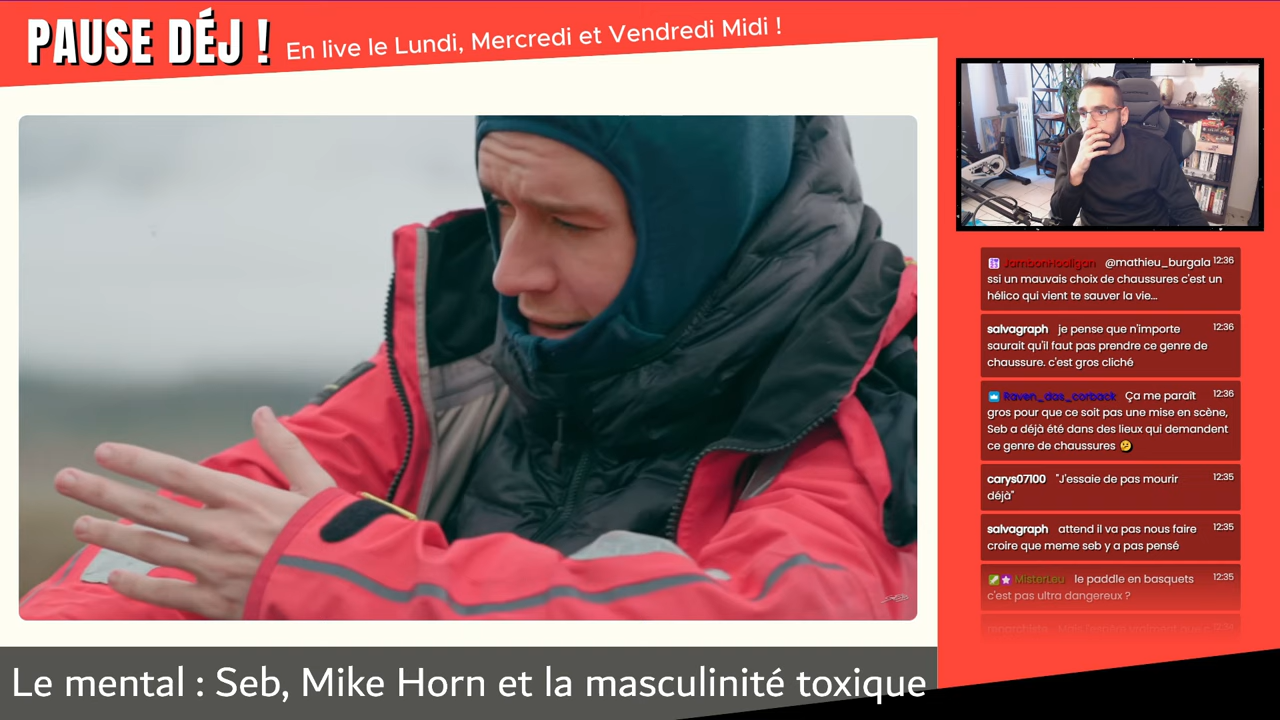 PAUSE DÉJ !
En live le Lundi, Mercredi et Vendredi Midi !
JambonHooligan @mathieu_burgala 12:36
ssi un mauvais choix de chaussures c'est un
hélico qui vient te sauver la vie...
salvagraph je pense que n'importe 12:36
saurait qu'il faut pas prendre ce genre de
chaussure. c'est gros cliché
Raven_das_corback Ça me paraît 12:36
gros pour que ce soit pas une mise en scène,
Seb a déjà été dans des lieux qui demandent
ce genre de chaussures 🤔
carys07100 "J'essaie de pas mourir 12:35
déjà"
salvagraph attend il va pas nous faire 12:35
croire que meme seb y a pas pensé
MisterLeu le paddle en basquets 12:35
c'est pas ultra dangereux ?
Le mental : Seb, Mike Horn et la masculinité toxique